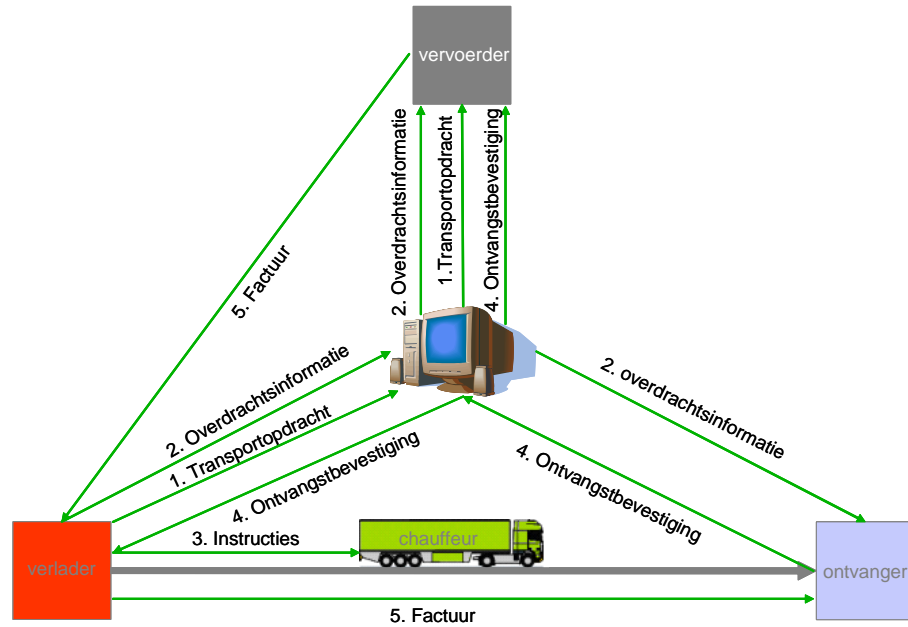 vervoerder
2. Overdrachtsinformatie
1.Transportopdracht
4. Ontvangstbevestiging
5. Factuur
2. Overdrachtsinformatie
1. Transportopdracht
4. Ontvangstbevestiging
2. overdrachtsinformatie
4. Ontvangstbevestiging
3. Instructies
chauffeur
verlader
ontvanger
5. Factuur